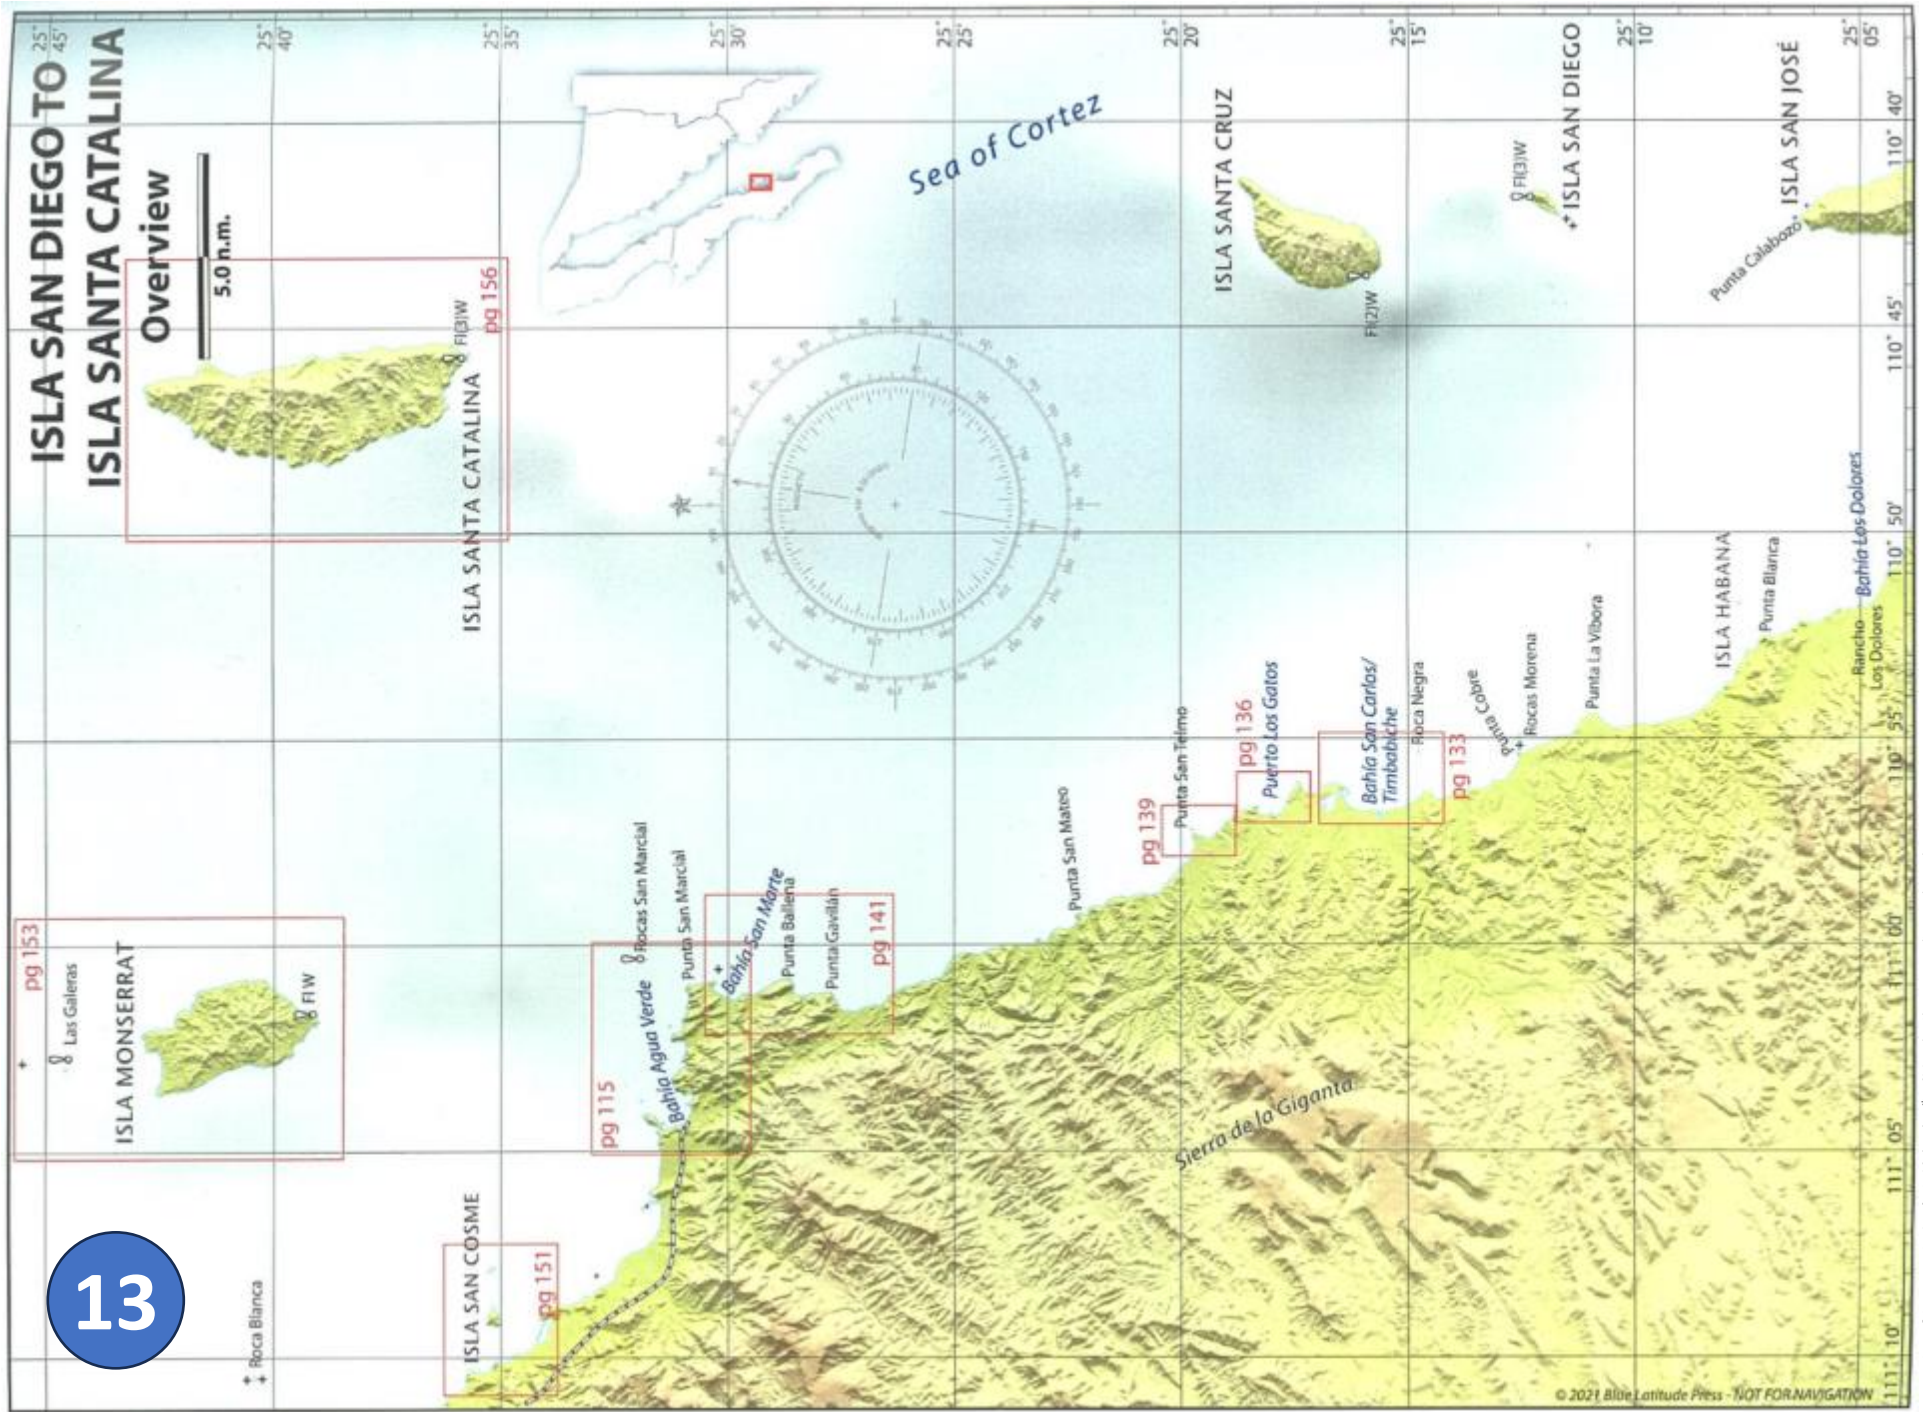 ISLA SAN DIEGO TO
ISLA SANTA CATALINA
Overview
5.0 n.m.
25° 45'
25° 40'
25° 35'
25° 30'
25° 25'
25° 20'
25° 15'
25° 10'
25° 05'
110° 40'
110° 45'
110° 50'
110° 55'
111° 00'
111° 05'
111° 10'
pg 153
Las Galeras
ISLA MONSERRAT
Fl W
Roca Blanca
13
ISLA SAN COSME
pg 151
pg 156
Fl(3)W
ISLA SANTA CATALINA
Sea of Cortez
pg 115
Bahía Agua Verde
Rocas San Marcial
Punta San Marcial
Bahía San Marte
Punta Ballena
Punta Gavilán
pg 141
Punta San Mateo
pg 139
Punta San Telmo
pg 136
Puerto Los Gatos
Bahía San Carlos/
Timbabiche
Roca Negra
pg 133
Punta Cobre
Rocas Morena
Punta La Vibora
ISLA HABANA
Punta Blanca
Rancho
Los Dolores
Bahía Los Dolores
ISLA SANTA CRUZ
Fl(2)W
Fl(3)W
ISLA SAN DIEGO
Punta Calabozo
ISLA SAN JOSÉ
Sierra de la Giganta
© 2021 Blue Latitude Press - NOT FOR NAVIGATION